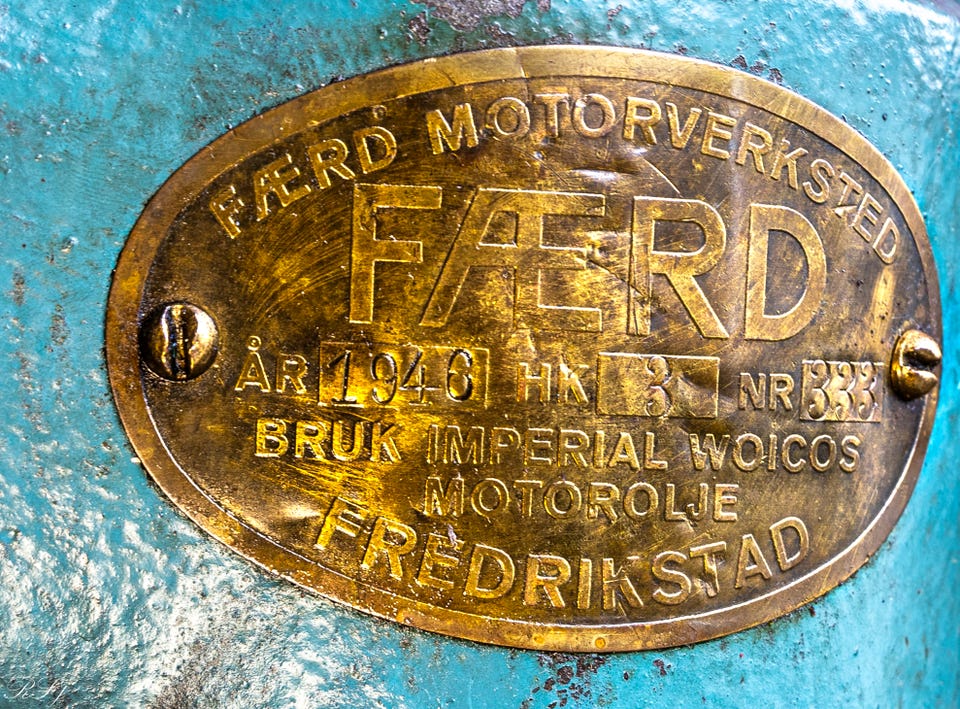 FÆRD MOTORVERKSTED
FÆRD
ÅR 1946 HK 3 NR 333
BRUK IMPERIAL WOICOS
MOTOROLJE
FREDRIKSTAD